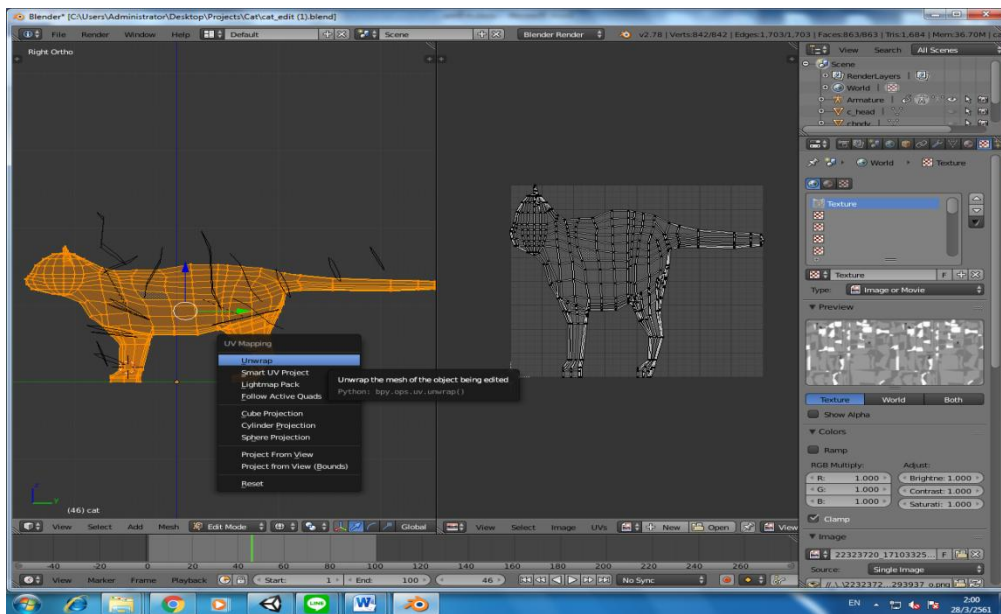 Blender* [C:\Users\Administrator\Desktop\Projects\Cat\cat_edit (1).blend]
File Render Window Help Default Scene Blender Render v2.78 | Verts:842/842 | Edges:1,703/1,703 | Faces:863/863 | Tris:1,684 | Mem:36.70M | ca
Right Ortho
View Search All Scenes
Scene
RenderLayers
World
Armature
c_head
cbody
World Texture
Texture
Texture F
Type: Image or Movie
Preview
Texture World Both
Show Alpha
Colors
Ramp
RGB Multiply: Adjust:
R: 1.000 Brightne: 1.000
G: 1.000 Contrast: 1.000
B: 1.000 Saturati: 1.000
Clamp
Image
22323720_17103325... F
Source: Single Image
UV Mapping
Unwrap
Smart UV Project
Lightmap Pack
Follow Active Quads
Cube Projection
Cylinder Projection
Sphere Projection
Project From View
Project from View (Bounds)
Reset
Unwrap the mesh of the object being edited
Python: bpy.ops.uv.unwrap()
(46) cat
View Select Add Mesh Edit Mode Global View Select Image UVs New Open View
-40 -20 0 20 40 60 80 100 120 140 160 180 200 220 240 260
View Marker Frame Playback Start: 1 End: 100 46 No Sync
EN 2:00